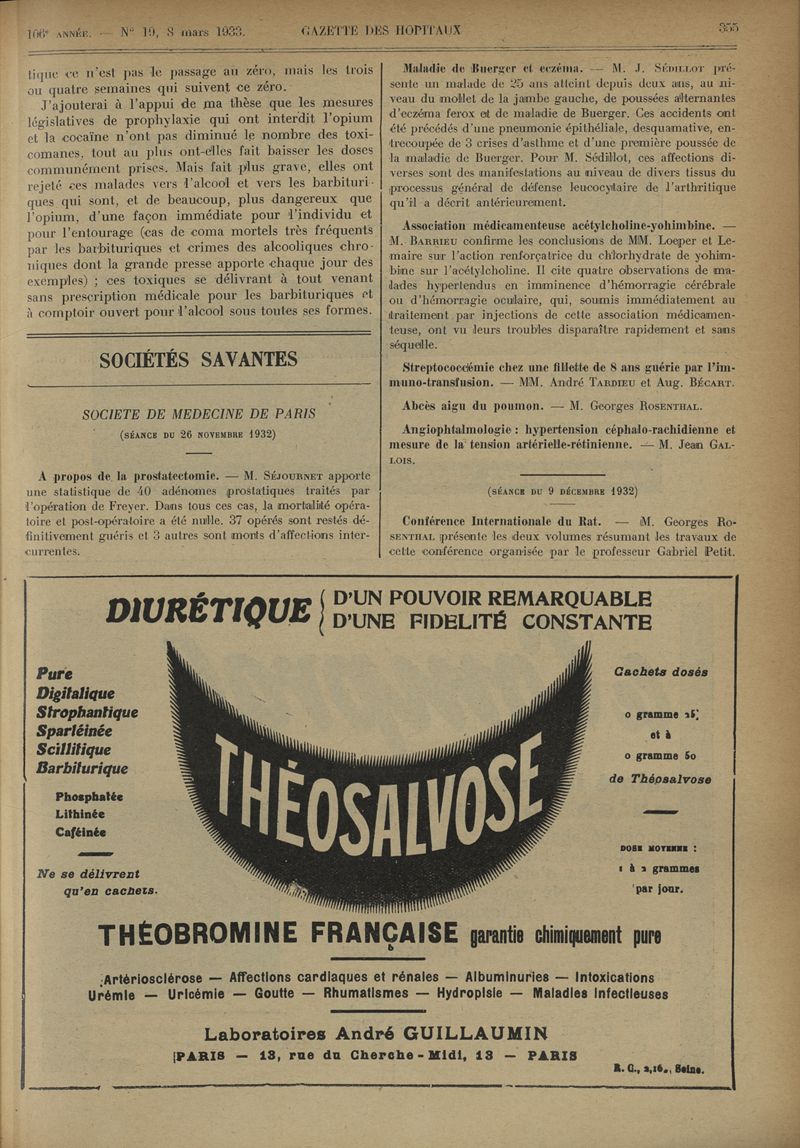 106e ANNÉE. — N° 19, 8 mars 1933.
GAZETTE DES HOPITAUX
355
tique ce n'est pas le passage au zéro, mais les trois
ou quatre semaines qui suivent ce zéro.
J'ajouterai à l'appui de ma thèse que les mesures
législatives de prophylaxie qui ont interdit l'opium
et la cocaïne n'ont pas diminué le nombre des toxi-
comanes, tout au plus ont-elles fait baisser les doses
communément prises. Mais fait plus grave, elles ont
rejeté ces malades vers l'alcool et vers les barbituri-
ques qui sont, et de beaucoup, plus dangereux que
l'opium, d'une façon immédiate pour l'individu et
pour l'entourage (cas de coma mortels très fréquents
par les barbituriques et crimes des alcooliques chro-
niques dont la grande presse apporte chaque jour des
exemples) ; ces toxiques se délivrant à tout venant
sans prescription médicale pour les barbituriques et
à comptoir ouvert pour l'alcool sous toutes ses formes.
SOCIÉTÉS SAVANTES
SOCIETE DE MEDECINE DE PARIS
(SÉANCE DU 26 NOVEMBRE 1932)
A propos de la prostatectomie. — M. SÉJOURNET apporte
une statistique de 40 adénomes prostatiques traités par
l'opération de Freyer. Dans tous ces cas, la mortalité opéra-
toire et post-opératoire a été nulle. 37 opérés sont restés dé-
finitivement guéris et 3 autres sont morts d'affections inter-
currentes.
Maladie de Buerger et eczéma. — M. J. SÉDILLOT pré-
sente un malade de 25 ans atteint depuis deux ans, au ni-
veau du mollet de la jambe gauche, de poussées alternantes
d'eczéma ferox et de maladie de Buerger. Ces accidents ont
été précédés d'une pneumonie épithéliale, desquamative, en-
trecoupée de 3 crises d'asthme et d'une première poussée de
la maladie de Buerger. Pour M. Sédillot, ces affections di-
verses sont des manifestations au niveau de divers tissus du
processus général de défense leucocytaire de l'arthritique
qu'il a décrit antérieurement.
Association médicamenteuse acétylcholine-yohimbine. —
M. BARRIEU confirme les conclusions de MM. Loeper et Le-
maire sur l'action renforçatrice du chlorhydrate de yohim-
bine sur l'acétylcholine. Il cite quatre observations de ma-
lades hypertendus en imminence d'hémorragie cérébrale
ou d'hémorragie oculaire, qui, soumis immédiatement au
traitement par injections de cette association médicamen-
teuse, ont vu leurs troubles disparaître rapidement et sans
séquelle.
Streptococcémie chez une fillette de 8 ans guérie par l'im-
muno-transfusion. — MM. André TARDIEU et Aug. BÉCART.
Abcès aigu du poumon. — M. Georges ROSENTHAL.
Angiophtalmologie : hypertension céphalo-rachidienne et
mesure de la tension artérielle-rétinienne. — M. Jean GAL-
LOIS.
(SÉANCE DU 9 DÉCEMBRE 1932)
Conférence Internationale du Rat. — M. Georges RO-
SENTHAL présente les deux volumes résumant les travaux de
cette conférence organisée par le professeur Gabriel Petit.
DIURÉTIQUE { D'UN POUVOIR REMARQUABLE
D'UNE FIDELITÉ CONSTANTE
Pure
Digitalique
Strophantique
Spartéinée
Scillitique
Barbiturique
Phosphatée
Lithinée
Caféinée
Ne se délivrent
qu'en cachets.
THÉOSALVOSE
Cachets dosés
0 gramme 25
et à
0 gramme 50
de Théosalvose
DOSE MOYENNE :
1 à 2 grammes
par jour.
THÉOBROMINE FRANÇAISE garantie chimiquement pure
Artériosclérose — Affections cardiaques et rénales — Albuminuries — Intoxications
Urémie — Uricémie — Goutte — Rhumatismes — Hydropisie — Maladies Infectieuses
Laboratoires André GUILLAUMIN
PARIS — 13, rue du Cherche-Midi, 13 — PARIS
R. C., Seine.